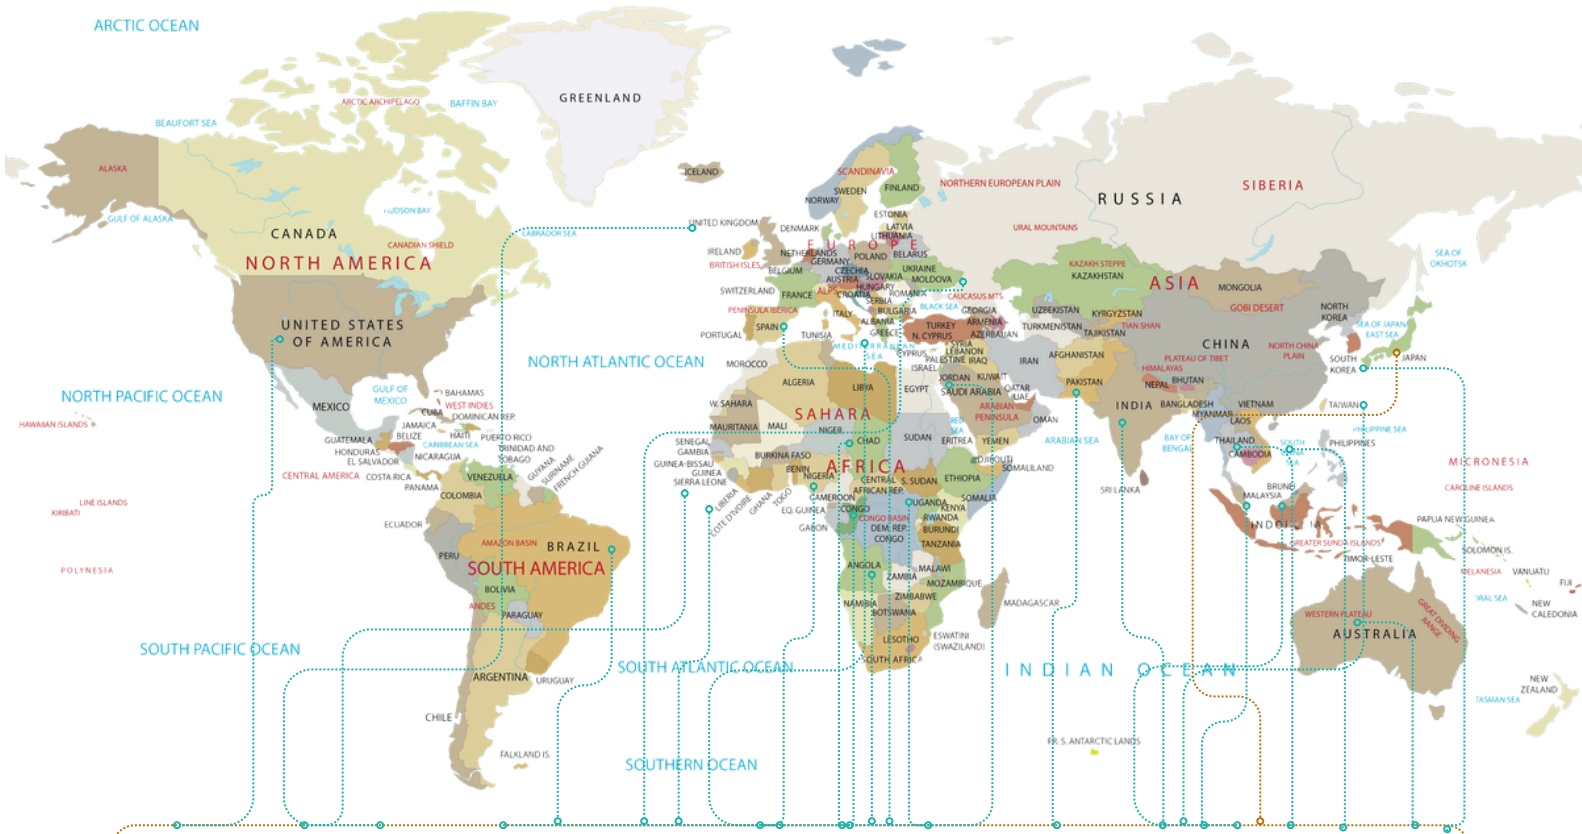 ARCTIC OCEAN
GREENLAND
ARCTIC ARCHIPELAGO
BAFFIN BAY
BEAUFORT SEA
ALASKA
ICELAND
SCANDINAVIA
NORTHERN EUROPEAN PLAIN
SIBERIA
SWEDEN
FINLAND
NORWAY
RUSSIA
GULF OF ALASKA
HUDSON BAY
LABRADOR SEA
UNITED KINGDOM
DENMARK
ESTONIA
LATVIA
LITHUANIA
URAL MOUNTAINS
CANADA
CANADIAN SHIELD
NORTH AMERICA
IRELAND
BRITISH ISLES
EUROPE
NETHERLANDS
POLAND
BELARUS
GERMANY
BELGIUM
CZECHIA
SLOVAKIA
UKRAINE
MOLDOVA
AUSTRIA
HUNGARY
SWITZERLAND
FRANCE
ALPS
CROATIA
ROMANIA
SERBIA
CAUCASUS MTS.
BLACK SEA
KAZAKH STEPPE
KAZAKHSTAN
ASIA
MONGOLIA
GOBI DESERT
SEA OF
OKHOTSK
UNITED STATES
OF AMERICA
PENINSULA IBERICA
SPAIN
PORTUGAL
ITALY
BULGARIA
ALBANIA
GREECE
GEORGIA
ARMENIA
AZERBAIJAN
TURKEY
N. CYPRUS
UZBEKISTAN
KYRGYZSTAN
TURKMENISTAN
TAJIKISTAN
TIAN SHAN
NORTH
KOREA
SEA OF JAPAN/
EAST SEA
CHINA
NORTH CHINA
PLAIN
SOUTH
KOREA
JAPAN
TUNISIA
MEDITERRANEAN
SEA
CYPRUS
SYRIA
LEBANON
PALESTINE
IRAQ
ISRAEL
IRAN
AFGHANISTAN
PLATEAU OF TIBET
HIMALAYAS
NORTH ATLANTIC OCEAN
NORTH PACIFIC OCEAN
MOROCCO
ALGERIA
LIBYA
EGYPT
JORDAN
KUWAIT
SAUDI ARABIA
QATAR
UAE
PAKISTAN
NEPAL
BHUTAN
GULF OF
MEXICO
MEXICO
BAHAMAS
WEST INDIES
CUBA
DOMINICAN REP.
JAMAICA
HAITI
PUERTO RICO
HAWAIIAN ISLANDS
W. SAHARA
SAHARA
ARABIAN
PENINSULA
OMAN
INDIA
BANGLADESH
VIETNAM
MYANMAR
LAOS
TAIWAN
PHILIPPINE SEA
GUATEMALA
BELIZE
HONDURAS
EL SALVADOR
CARIBBEAN SEA
NICARAGUA
TRINIDAD AND
TOBAGO
MAURITANIA
MALI
NIGER
CHAD
SUDAN
RED
SEA
ERITREA
YEMEN
ARABIAN SEA
BAY OF
BENGAL
THAILAND
CAMBODIA
SOUTH
PHILIPPINES
SENEGAL
GAMBIA
GUINEA-BISSAU
GUINEA
SIERRA LEONE
BURKINA FASO
BENIN
NIGERIA
AFRICA
DJIBOUTI
SOMALILAND
ETHIOPIA
MICRONESIA
CENTRAL AMERICA
COSTA RICA
PANAMA
VENEZUELA
GUYANA
SURINAME
FRENCH GUIANA
COLOMBIA
LIBERIA
COTE D'IVOIRE
GHANA
TOGO
CAMEROON
CENTRAL
AFRICAN REP.
S. SUDAN
SOMALIA
SRI LANKA
BRUNEI
MALAYSIA
CAROLINE ISLANDS
LINE ISLANDS
KIRIBATI
ECUADOR
EQ. GUINEA
GABON
CONGO
CONGO BASIN
DEM. REP.
CONGO
UGANDA
KENYA
RWANDA
BURUNDI
TANZANIA
GREATER SUNDA ISLANDS
TIMOR-LESTE
PAPUA NEW GUINEA
SOLOMON IS.
AMAZON BASIN
BRAZIL
PERU
SOUTH AMERICA
POLYNESIA
ANGOLA
ZAMBIA
MALAWI
MOZAMBIQUE
MELANESIA
VANUATU
FIJI
BOLIVIA
ANDES
PARAGUAY
NAMIBIA
ZIMBABWE
BOTSWANA
MADAGASCAR
WESTERN PLATEAU
GREAT DIVIDING
RANGE
NEW
CALEDONIA
SOUTH PACIFIC OCEAN
LESOTHO
ESWATINI
(SWAZILAND)
SOUTH AFRICA
AUSTRALIA
SOUTH ATLANTIC OCEAN
INDIAN OCEAN
ARGENTINA
URUGUAY
NEW
ZEALAND
TASMAN SEA
CHILE
FR. S. ANTARCTIC LANDS
FALKLAND IS.
SOUTHERN OCEAN